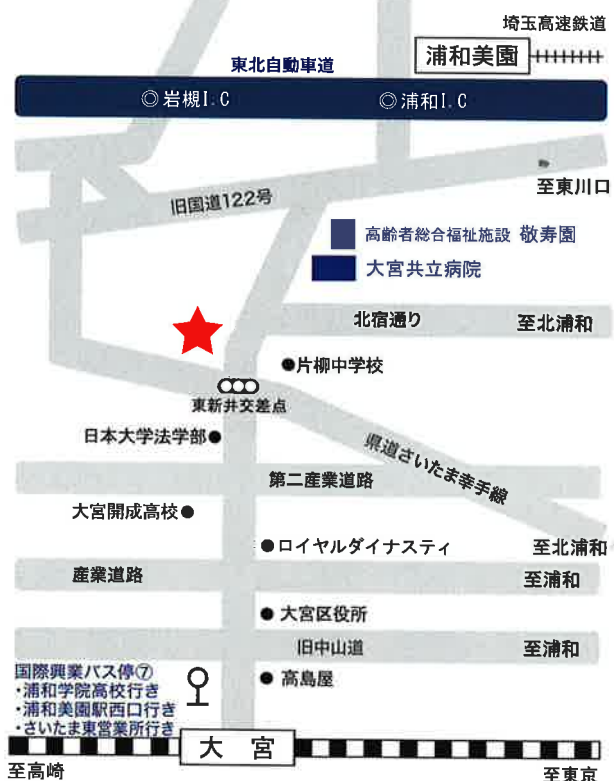 埼玉高速鉄道
浦和美園
東北自動車道
◎岩槻I.C
◎浦和I.C
至東川口
旧国道122号
高齢者総合福祉施設 敬寿園
大宮共立病院
北宿通り
至北浦和
●片柳中学校
東新井交差点
日本大学法学部●
県道さいたま幸手線
第二産業道路
大宮開成高校●
●ロイヤルダイナスティ
至北浦和
産業道路
至浦和
●大宮区役所
旧中山道
至浦和
国際興業バス停⑦
・浦和学院高校行き
・浦和美園駅西口行き
・さいたま東営業所行き
●高島屋
大宮
至高崎
至東京